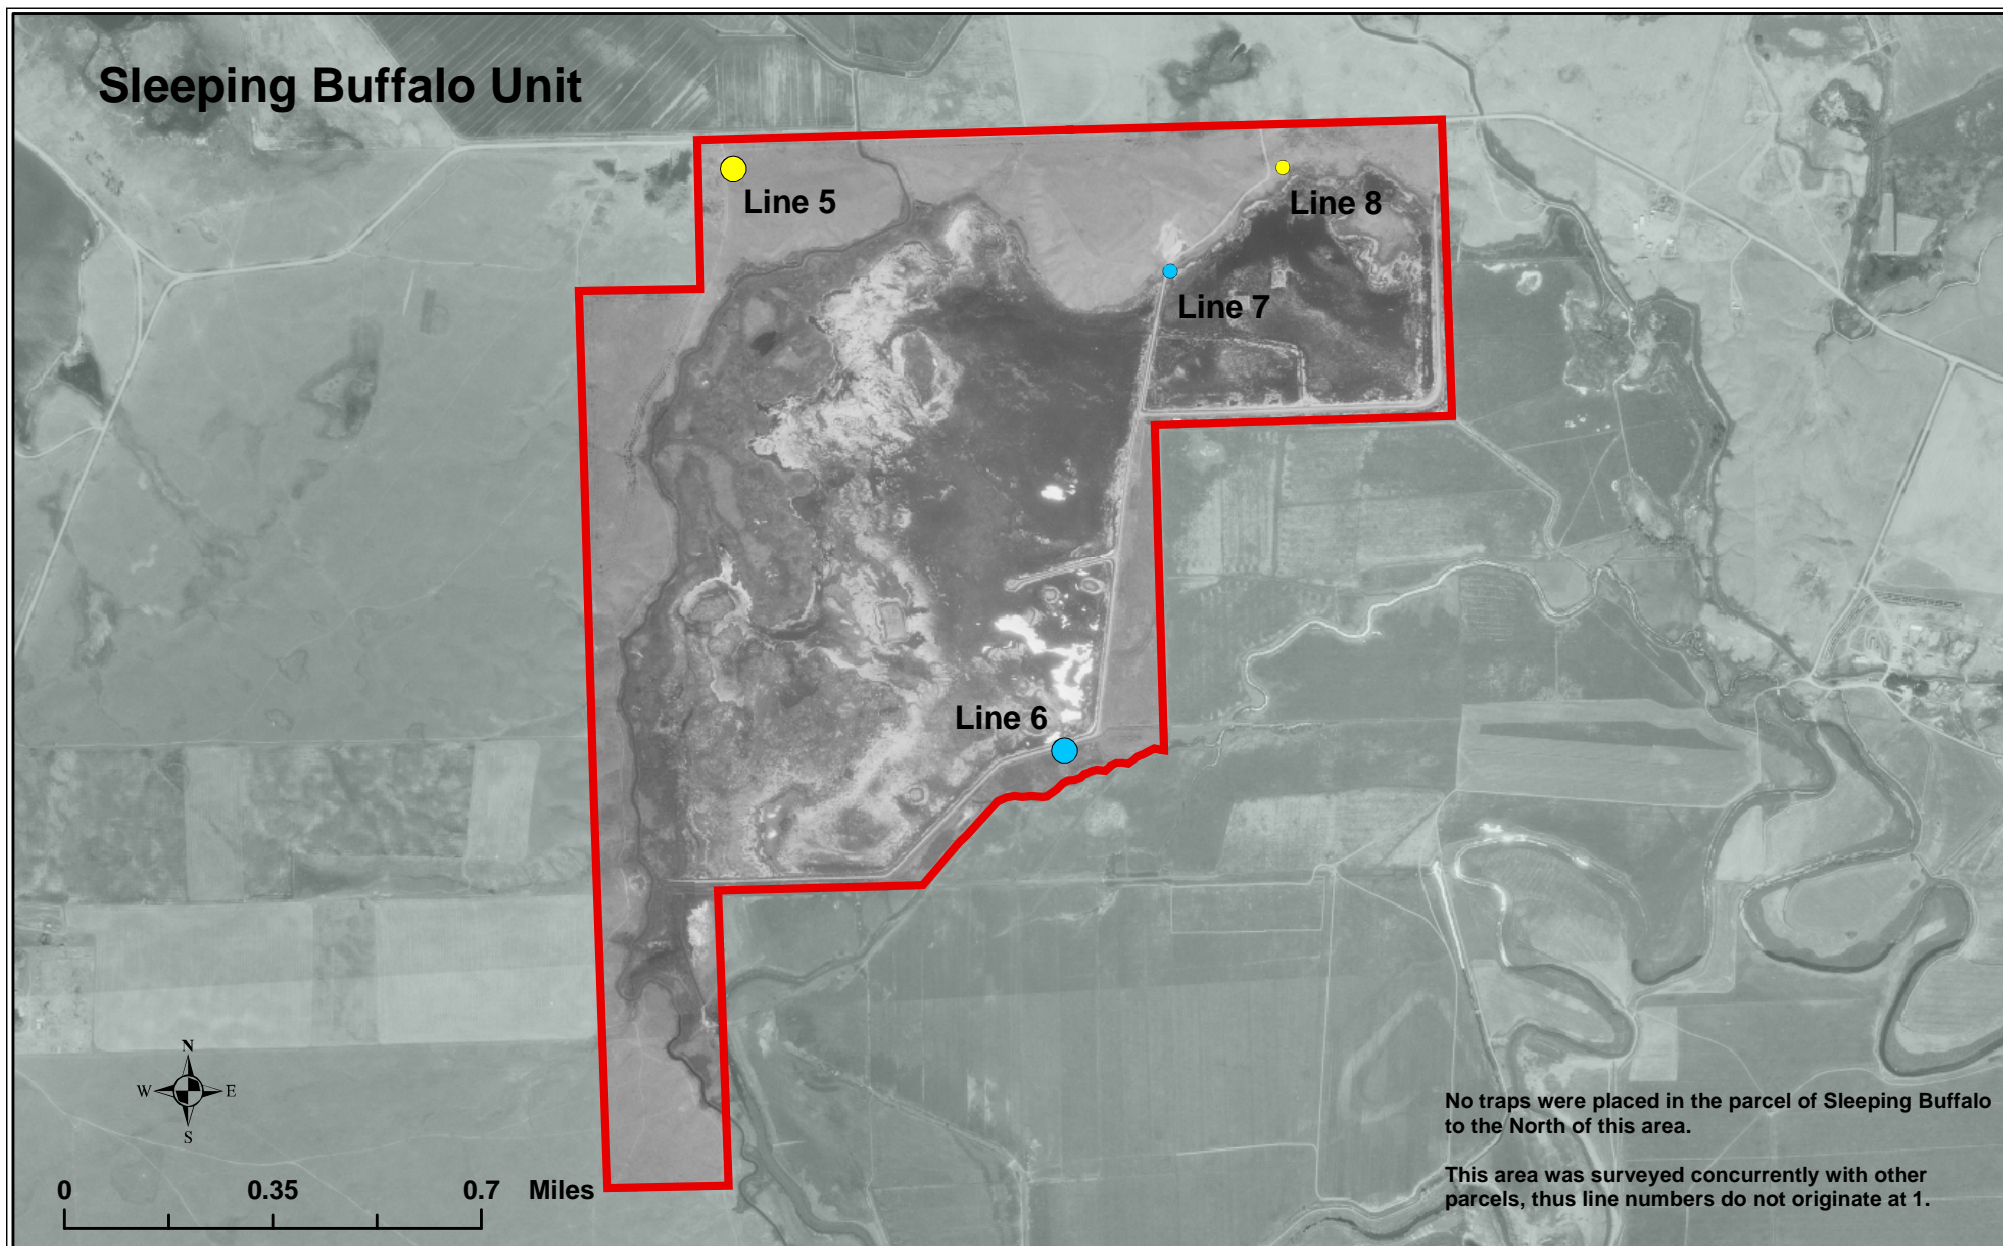 Sleeping Buffalo Unit
Line 5
Line 8
Line 7
Line 6
N
W E
S
0 0.35 0.7 Miles
No traps were placed in the parcel of Sleeping Buffalo
to the North of this area.
This area was surveyed concurrently with other
parcels, thus line numbers do not originate at 1.